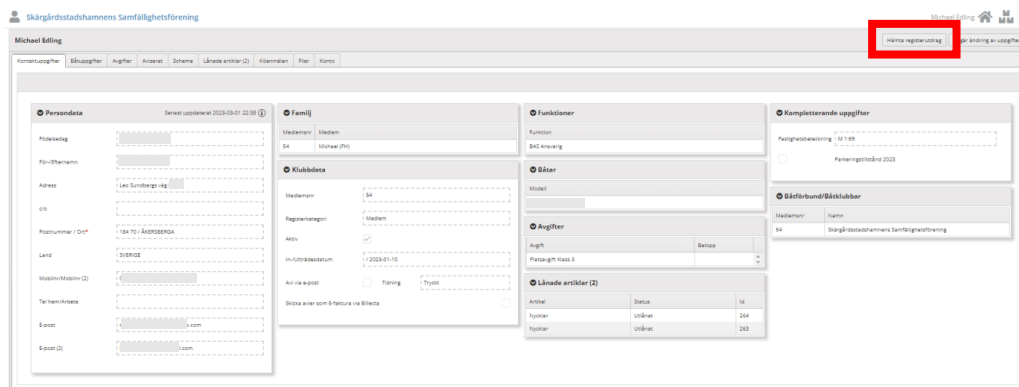 Skärgårdsstadshamnens Samfällighetsförening
Michael Edling
Michael Edling
Hämta registerutdrag
ändring av uppgifter
Kontaktuppgifter Båtuppgifter Avgifter Aviserat Schema Lånade artiklar (2) Köanmälan Filer Konto
Persondata Senast uppdaterat 2023-03-01 22:38
Födelsedag
För-/Efternamn
Adress Leo Sundbergs väg
c/o
Postnummer / Ort* 184 70 / ÅKERSBERGA
Land SVERIGE
Mobilnr/Mobilnr (2)
Tel hem/Arbete
E-post .com
E-post (2) .com
Familj
Medlemsnr Medlem
54 Michael (FH)
Klubbdata
Medlemsnr 54
Registerkategori Medlem
Aktiv
In-/Utträdesdatum / 2023-01-10
Avi via e-post Tidning Tryckt
Skicka avier som E-faktura via Billecta
Funktioner
Funktion
BAS Ansvarig
Båtar
Modell
Avgifter
Avgift Belopp
Platsavgift Klass 3
Lånade artiklar (2)
Artikel Status Id
Nycklar Utlånat 264
Nycklar Utlånat 263
Kompletterande uppgifter
Fastighetsbeteckning M 1:69
Parkeringstillstånd 2023
Båtförbund/Båtklubbar
Medlemsnr Namn
54 Skärgårdsstadshamnens Samfällighetsförening